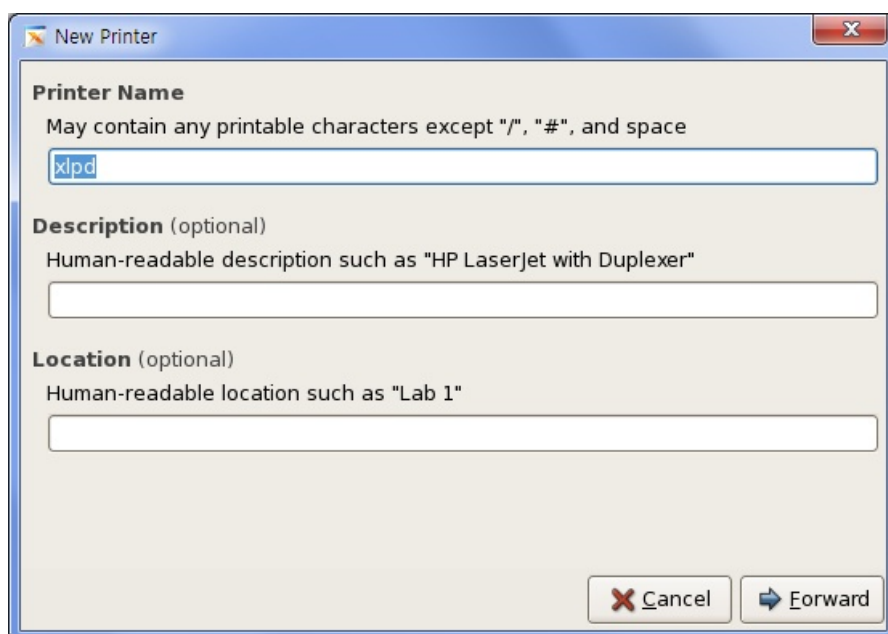 New Printer
Printer Name
May contain any printable characters except "/", "#", and space
xlpd
Description (optional)
Human-readable description such as "HP LaserJet with Duplexer"
Location (optional)
Human-readable location such as "Lab 1"
Cancel
Forward